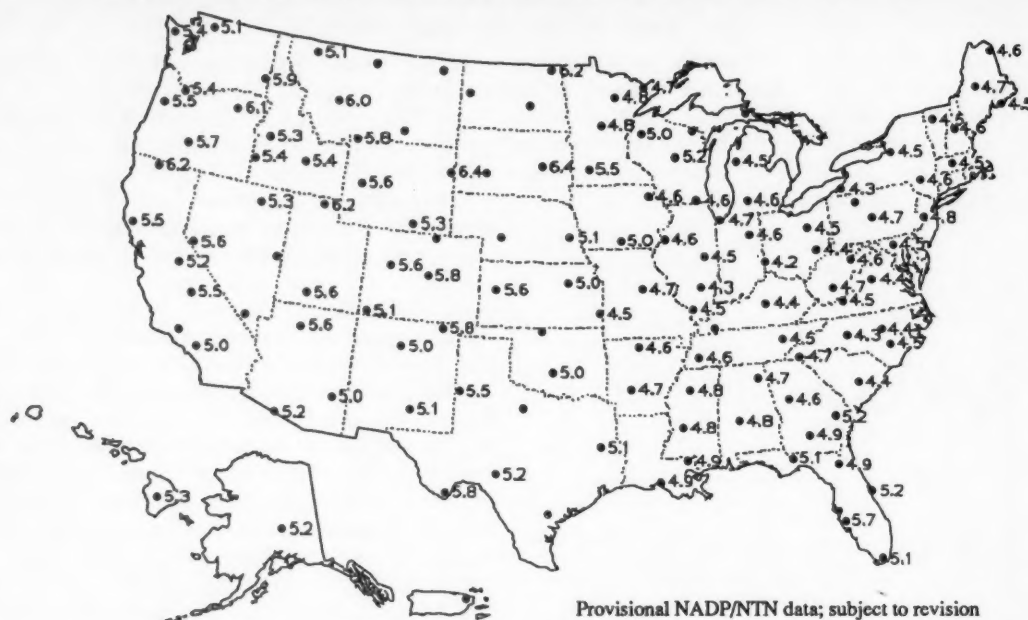 5.4 5.1
5.1 6.2 4.7 4.6
5.9 4.8 4.7
5.4
5.5 6.1 6.0 4.5
5.7 5.3 5.8 4.8 5.0 4.6
6.2 5.4 5.4 6.4 6.4 5.5 5.2 4.5 4.5 4.5
5.6 4.6
5.3 6.2 4.6 4.6 4.6 4.3
5.5 5.3 4.7 4.5 4.7 4.8
5.6 5.1 5.0 4.6 4.6
5.2 5.6 5.8 4.5 4.2 4.6
5.5 5.6 5.6 5.0 4.7 4.3 4.7
5.1 4.5 4.5 4.4 4.5
5.6 5.8 4.5 4.3 4.4
5.0 5.0 4.6 4.6 4.7 4.5
5.0 4.7 4.4
5.0 5.5 4.7 4.8 4.6
5.2 5.1 4.8 4.8 5.2
5.1 4.9
4.9 5.1 4.9
5.2
5.3 5.8 5.2
5.2 5.7
5.1
Provisional NADP/NTN data; subject to revision